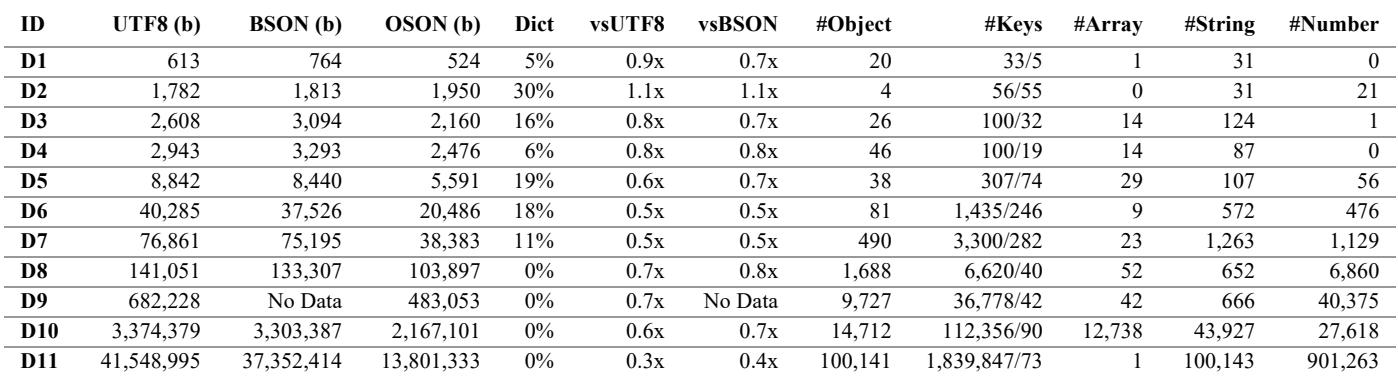 ID UTF8 (b) BSON (b) OSON (b) Dict vsUTF8 vsBSON #Object #Keys #Array #String #Number
D1 613 764 524 5% 0.9x 0.7x 20 33/5 1 31 0
D2 1,782 1,813 1,950 30% 1.1x 1.1x 4 56/55 0 31 21
D3 2,608 3,094 2,160 16% 0.8x 0.7x 26 100/32 14 124 1
D4 2,943 3,293 2,476 6% 0.8x 0.8x 46 100/19 14 87 0
D5 8,842 8,440 5,591 19% 0.6x 0.7x 38 307/74 29 107 56
D6 40,285 37,526 20,486 18% 0.5x 0.5x 81 1,435/246 9 572 476
D7 76,861 75,195 38,383 11% 0.5x 0.5x 490 3,300/282 23 1,263 1,129
D8 141,051 133,307 103,897 0% 0.7x 0.8x 1,688 6,620/40 52 652 6,860
D9 682,228 No Data 483,053 0% 0.7x No Data 9,727 36,778/42 42 666 40,375
D10 3,374,379 3,303,387 2,167,101 0% 0.6x 0.7x 14,712 112,356/90 12,738 43,927 27,618
D11 41,548,995 37,352,414 13,801,333 0% 0.3x 0.4x 100,141 1,839,847/73 1 100,143 901,263